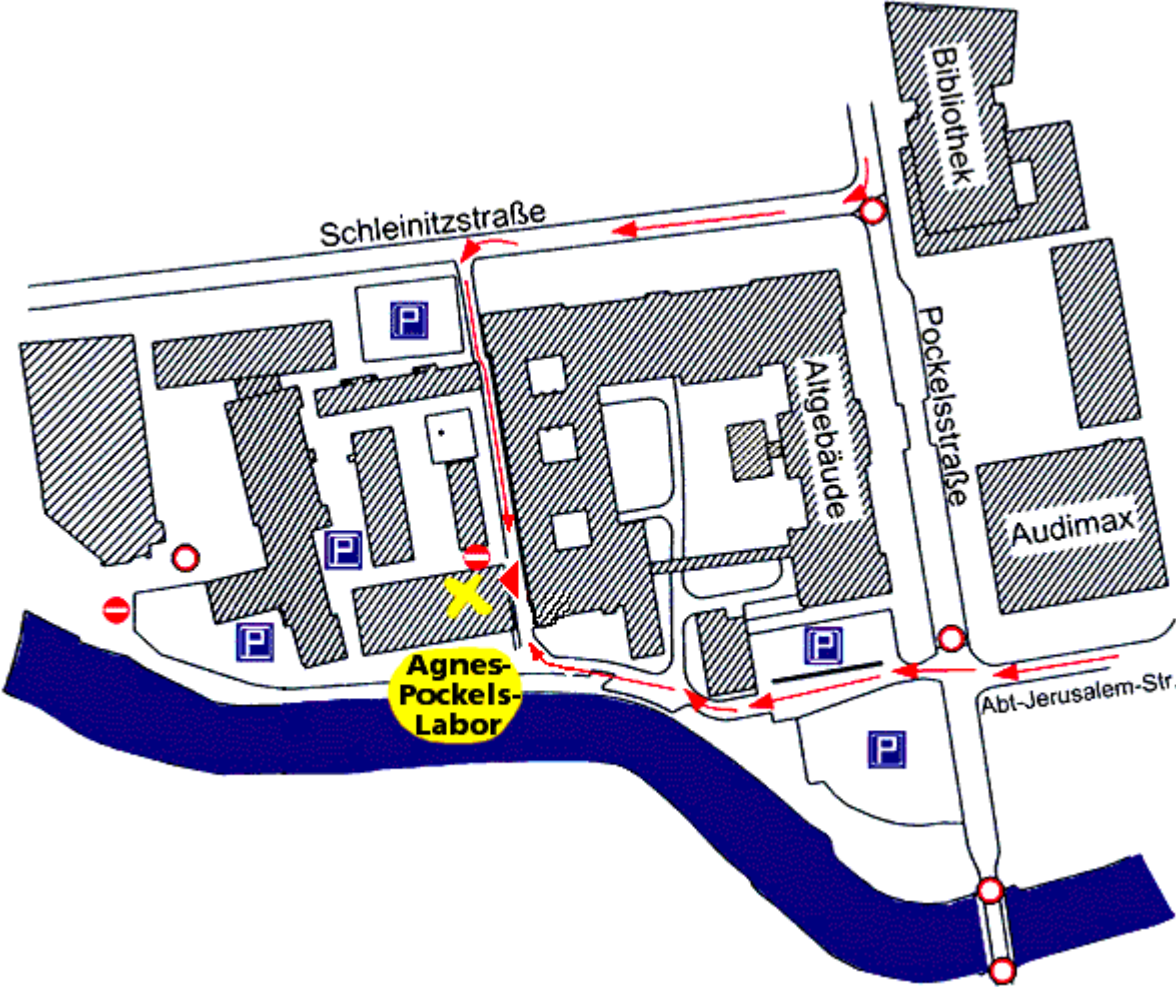 Bibliothek
Schleinitzstraße
P
Pockelsstraße
Altgebäude
Audimax
P
P
P
Agnes-
Pockels-
Labor
Abt-Jerusalem-Str.
P